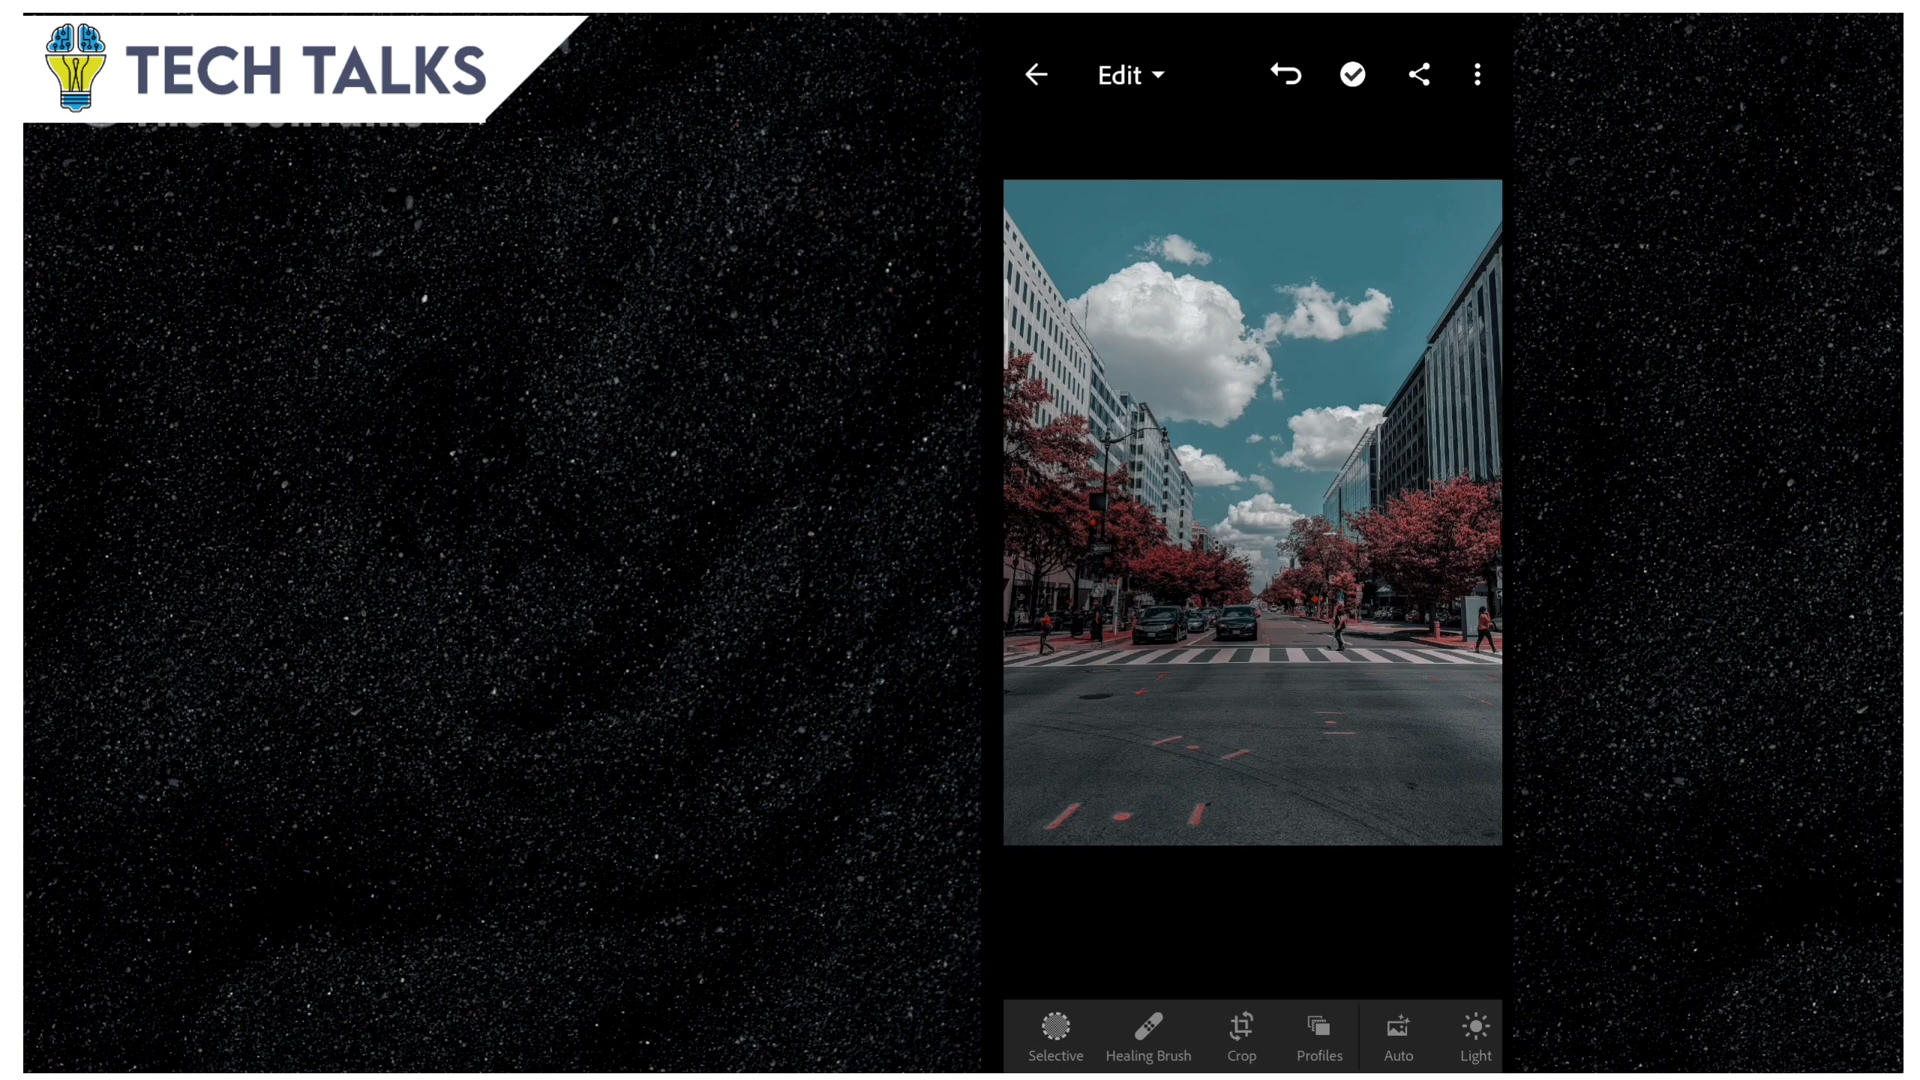 TECH TALKS
Edit
Selective
Healing Brush
Crop
Profiles
Auto
Light